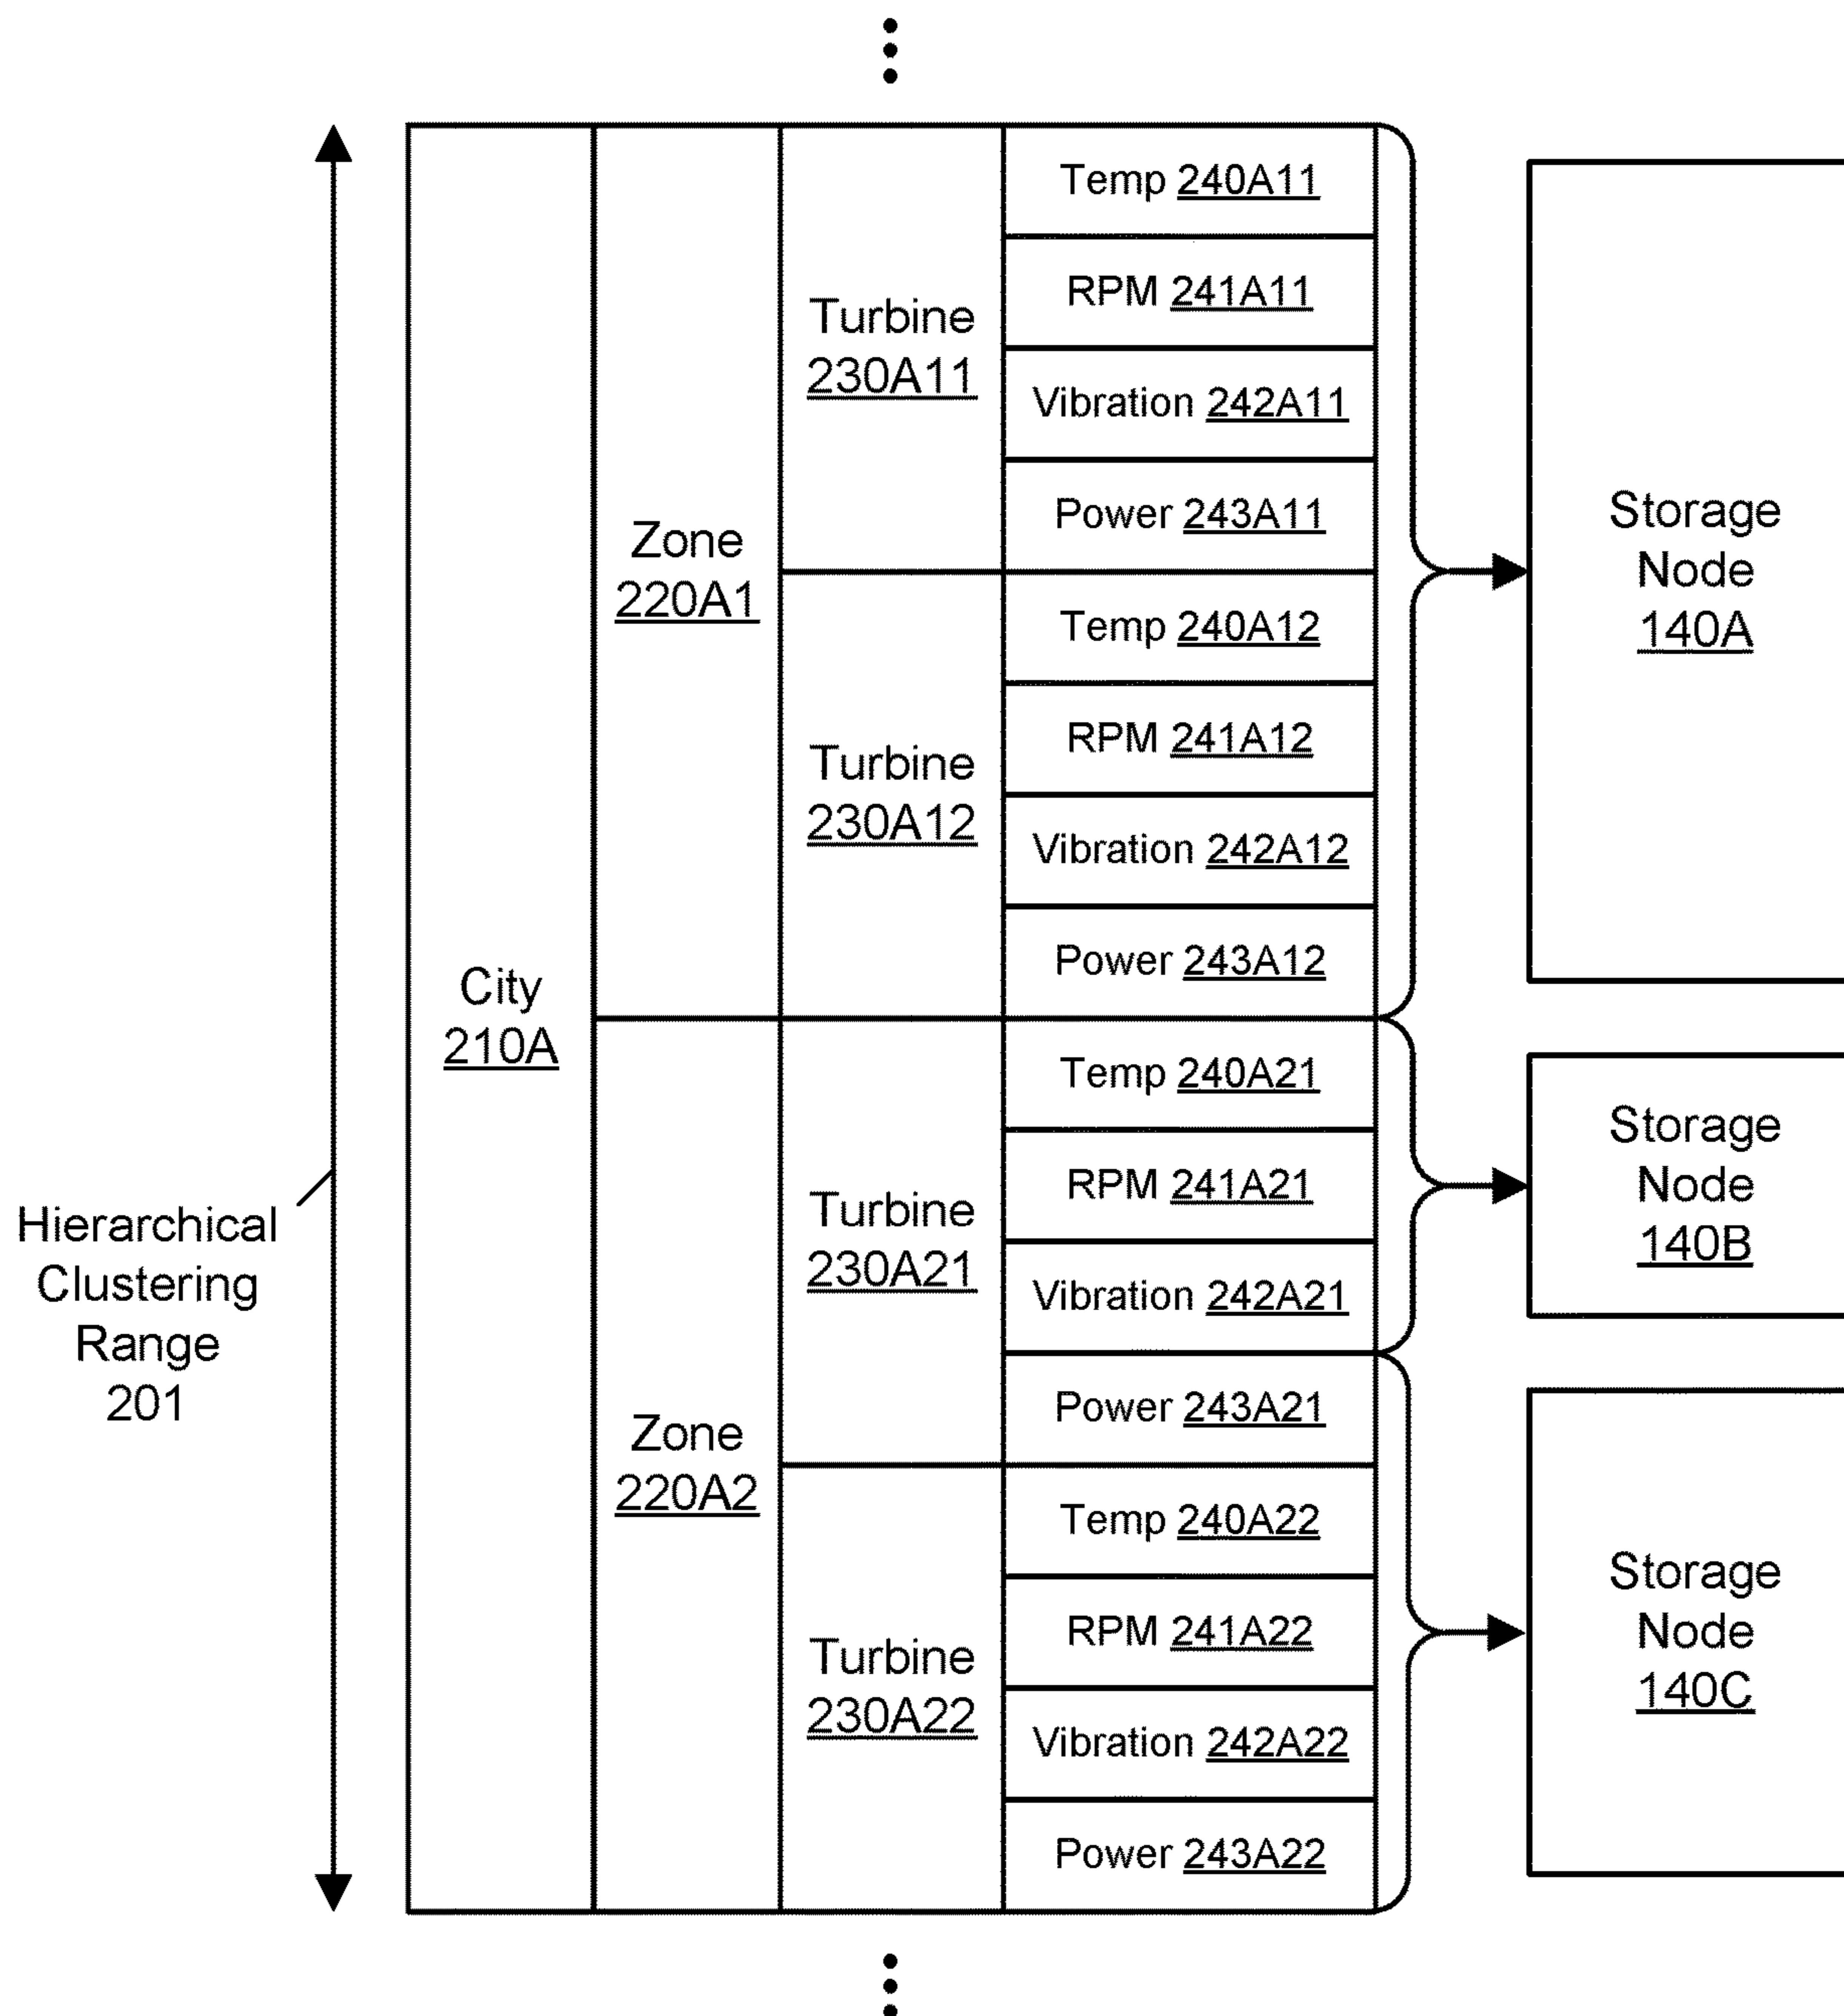 Hierarchical
Clustering
Range
201
City
210A
Zone
220A1
Turbine
230A11
Temp 240A11
RPM 241A11
Vibration 242A11
Power 243A11
Turbine
230A12
Temp 240A12
RPM 241A12
Vibration 242A12
Power 243A12
Zone
220A2
Turbine
230A21
Temp 240A21
RPM 241A21
Vibration 242A21
Power 243A21
Turbine
230A22
Temp 240A22
RPM 241A22
Vibration 242A22
Power 243A22
Storage
Node
140A
Storage
Node
140B
Storage
Node
140C